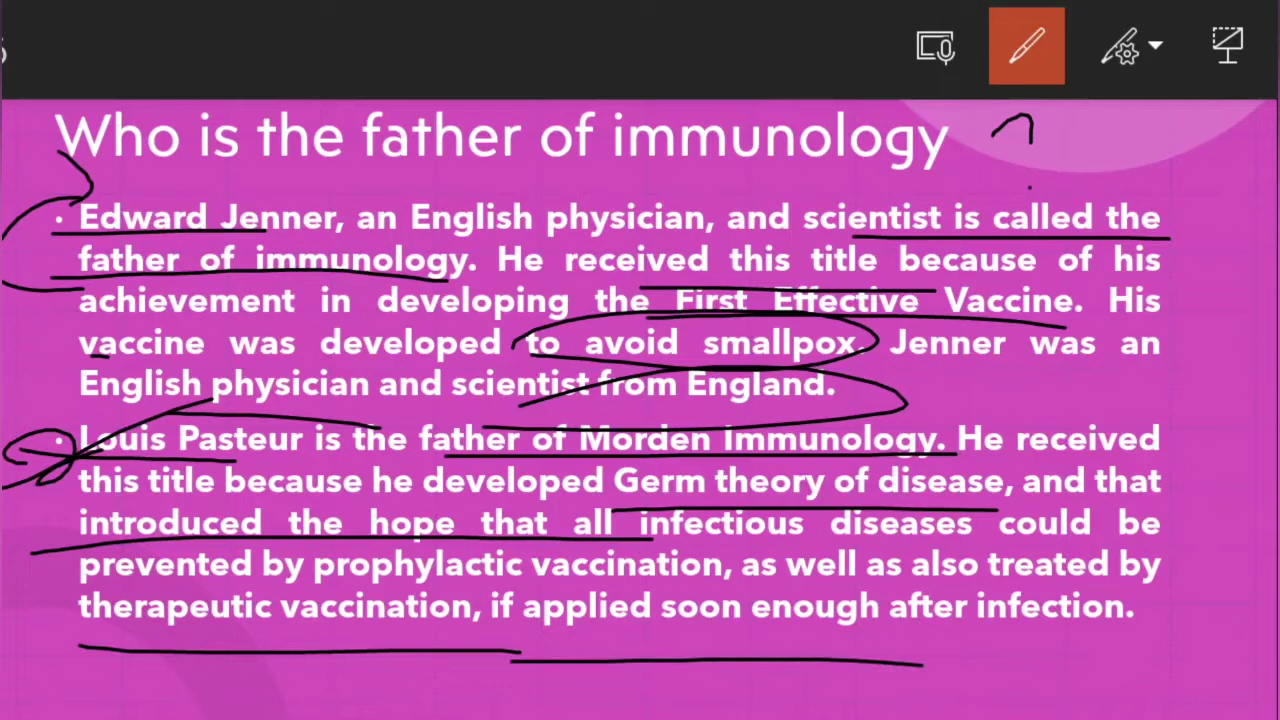 Who is the father of immunology
• Edward Jenner, an English physician, and scientist is called the
father of immunology. He received this title because of his
achievement in developing the First Effective Vaccine. His
vaccine was developed to avoid smallpox. Jenner was an
English physician and scientist from England.
• Louis Pasteur is the father of Morden Immunology. He received
this title because he developed Germ theory of disease, and that
introduced the hope that all infectious diseases could be
prevented by prophylactic vaccination, as well as also treated by
therapeutic vaccination, if applied soon enough after infection.